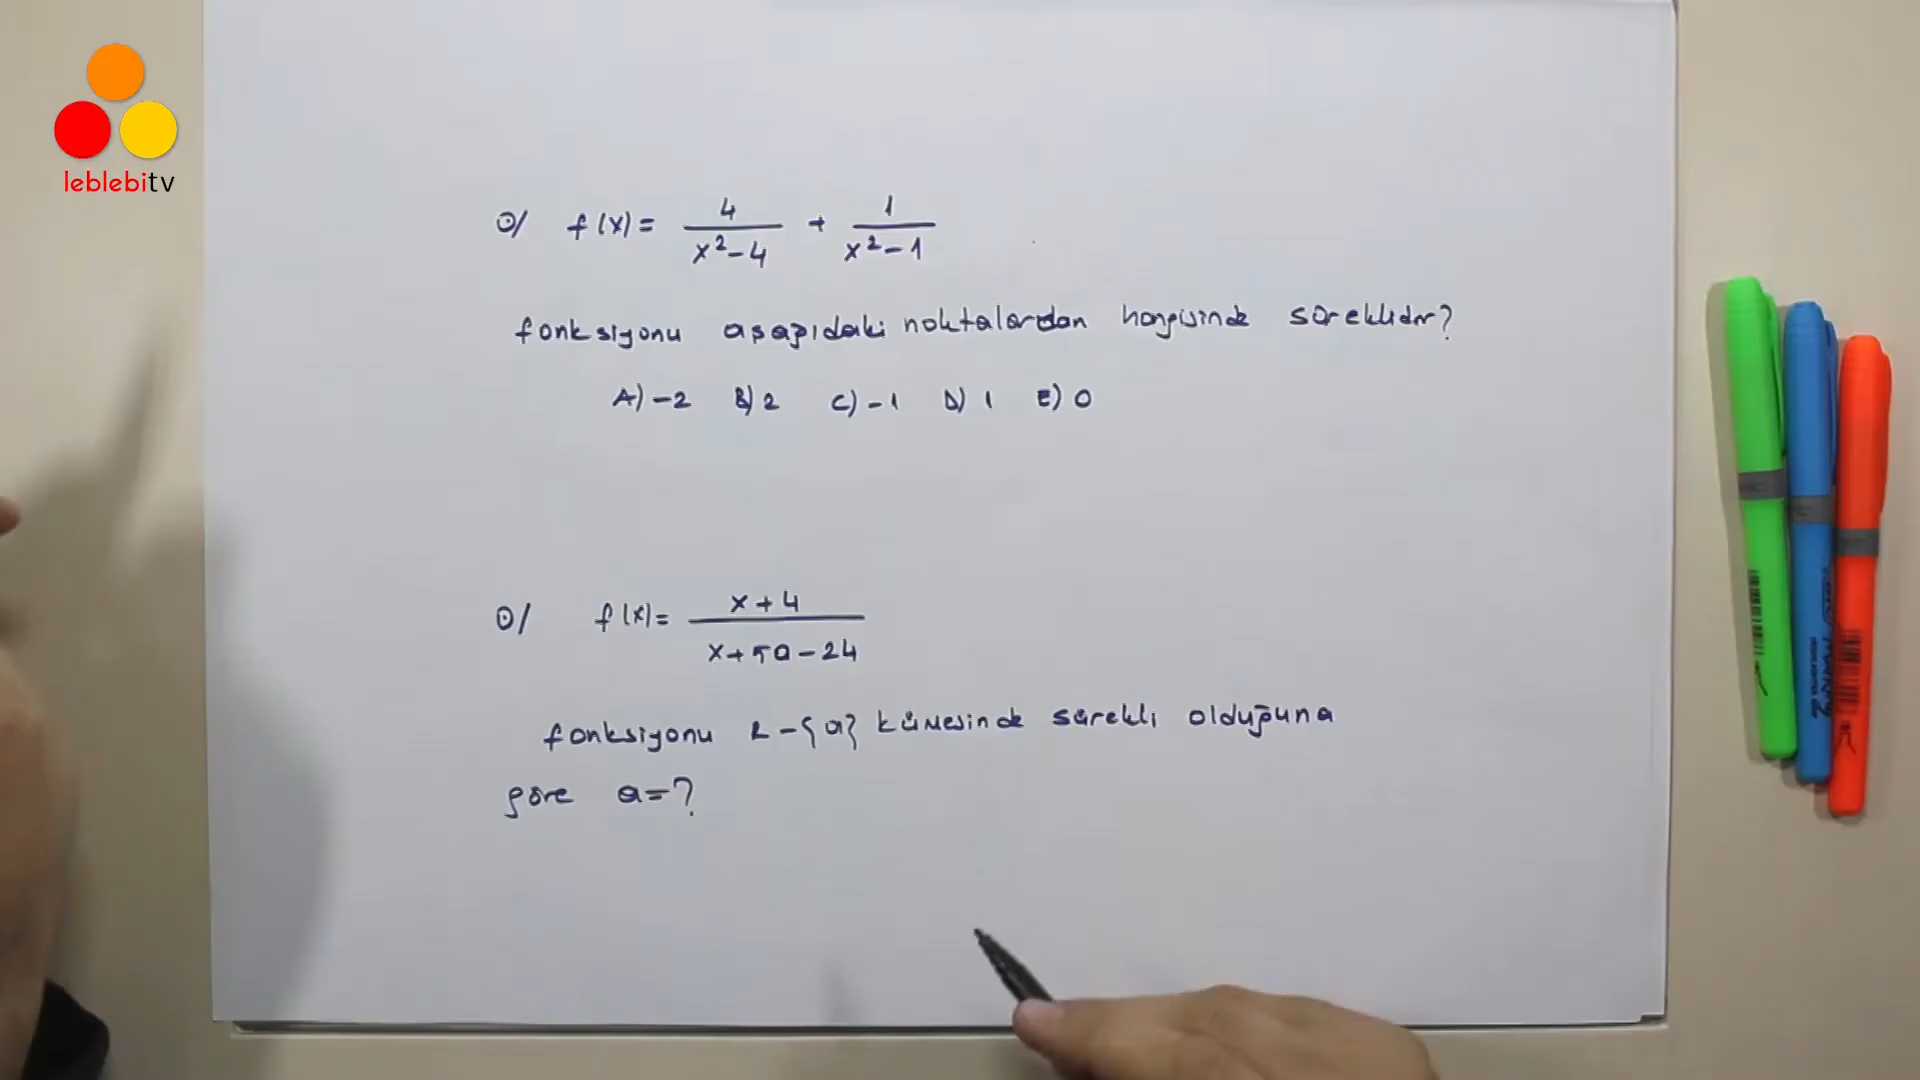 leblebitv
⊙/ f(x) = 4/(x²-4) + 1/(x²-1)
fonksiyonu aşağıdaki noktalardan hangisinde süreklidir?
A) -2 B) 2 C) -1 D) 1 E) 0
⊙/ f(x) = (x+4)/(x+5a-24)
fonksiyonu R-{a} kümesinde sürekli olduğuna
göre a=?